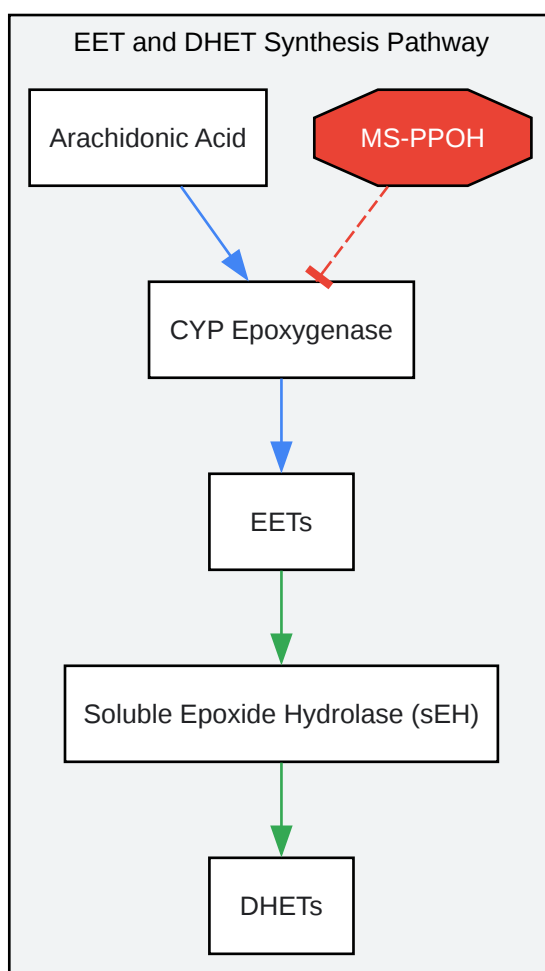 EET and DHET Synthesis Pathway
Arachidonic Acid
MS-PPOH
CYP Epoxygenase
EETs
Soluble Epoxide Hydrolase (sEH)
DHETs